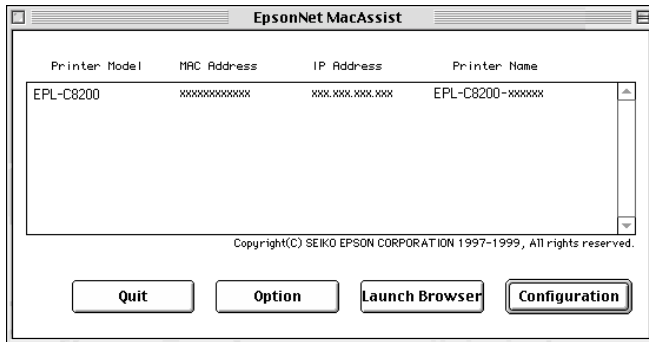 EpsonNet MacAssist
Printer Model MAC Address IP Address Printer Name
EPL-C8200 xxxxxxxxxxxx xxx.xxx.xxx.xxx EPL-C8200-xxxxxx
Copyright(C) SEIKO EPSON CORPORATION 1997-1999, All rights reserved.
Quit Option Launch Browser Configuration